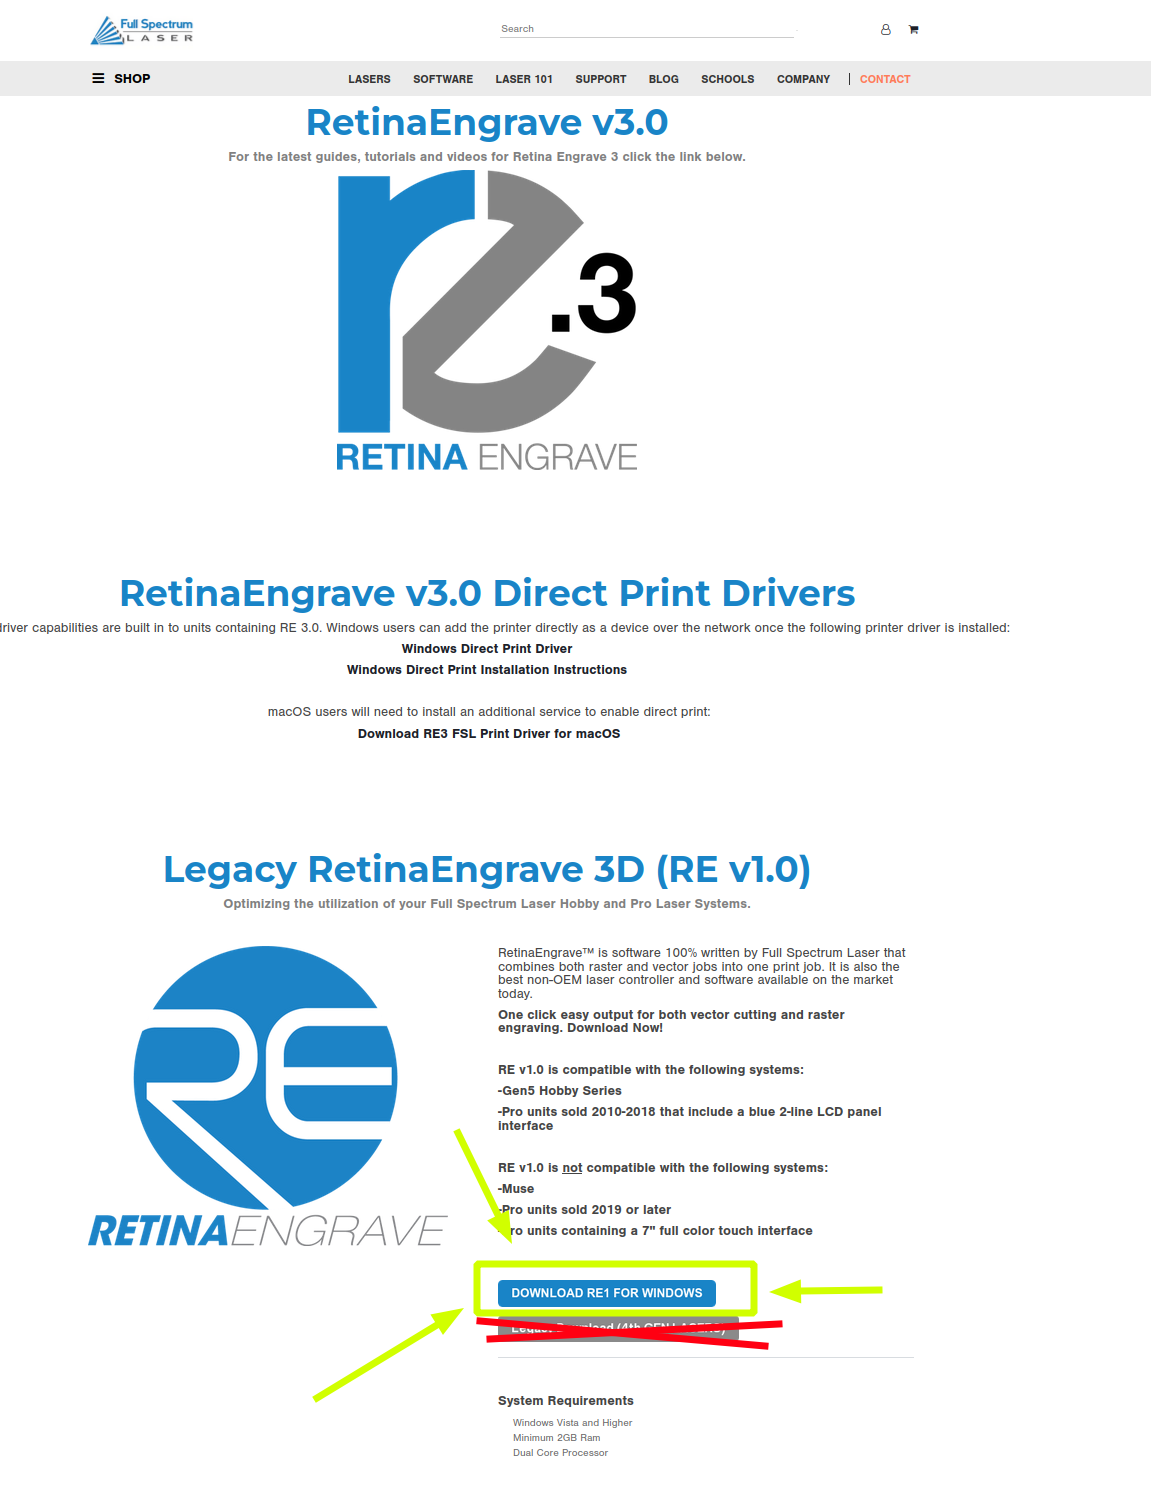 Full Spectrum
LASER
Search
SHOP
LASERS SOFTWARE LASER 101 SUPPORT BLOG SCHOOLS COMPANY CONTACT
RetinaEngrave v3.0
For the latest guides, tutorials and videos for Retina Engrave 3 click the link below.
re.3
RETINA ENGRAVE
RetinaEngrave v3.0 Direct Print Drivers
capabilities are built in to units containing RE 3.0. Windows users can add the printer directly as a device over the network once the following printer driver is installed:
Windows Direct Print Driver
Windows Direct Print Installation Instructions
macOS users will need to install an additional service to enable direct print:
Download RE3 FSL Print Driver for macOS
Legacy RetinaEngrave 3D (RE v1.0)
Optimizing the utilization of your Full Spectrum Laser Hobby and Pro Laser Systems.
RE
RETINAENGRAVE
RetinaEngrave™ is software 100% written by Full Spectrum Laser that
combines both raster and vector jobs into one print job. It is also the
best non-OEM laser controller and software available on the market
today.
One click easy output for both vector cutting and raster
engraving. Download Now!
RE v1.0 is compatible with the following systems:
-Gen5 Hobby Series
-Pro units sold 2010-2018 that include a blue 2-line LCD panel
interface
RE v1.0 is not compatible with the following systems:
-Muse
-Pro units sold 2019 or later
-Pro units containing a 7" full color touch interface
DOWNLOAD RE1 FOR WINDOWS
(4th GEN LASERS)
System Requirements
Windows Vista and Higher
Minimum 2GB Ram
Dual Core Processor